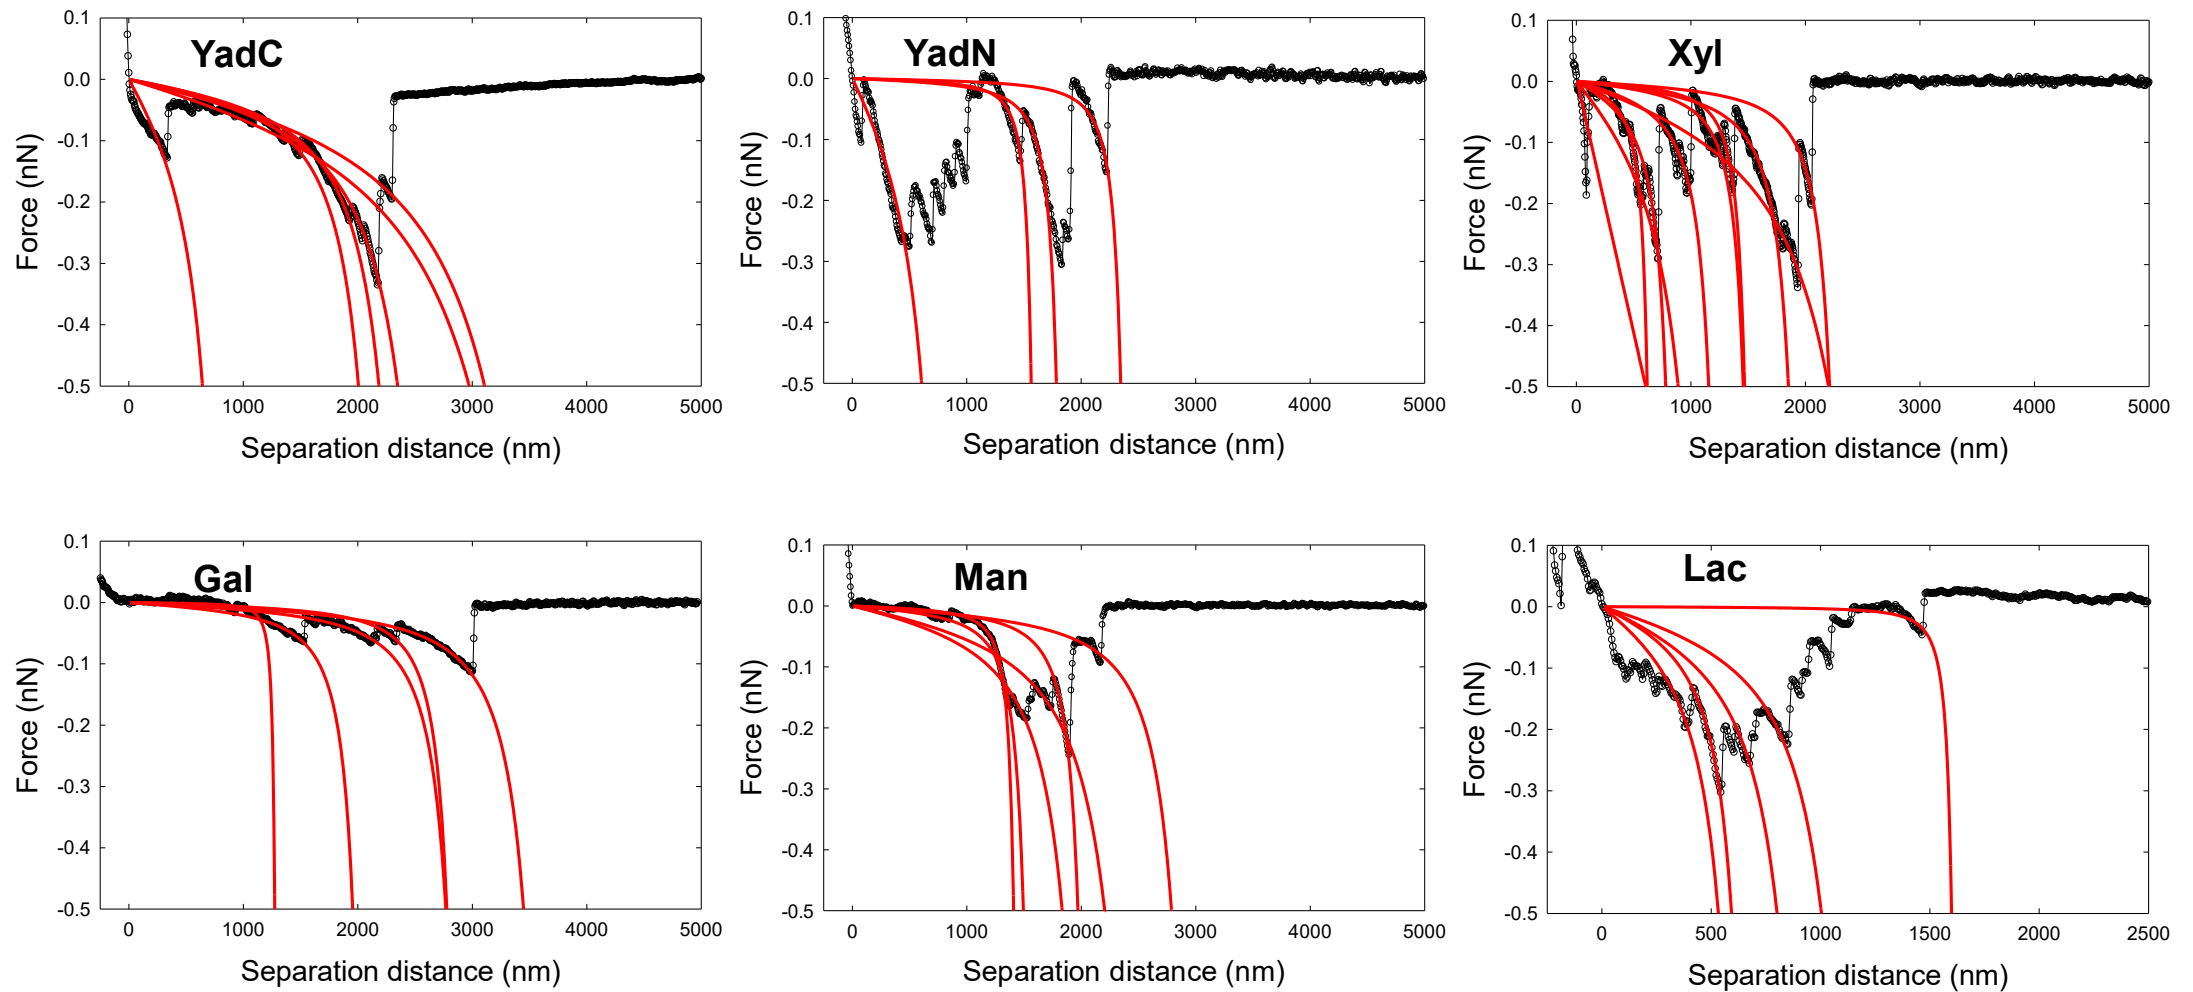 YadC
0.1
0.0
-0.1
-0.2
-0.3
-0.4
-0.5
Force (nN)
0 1000 2000 3000 4000 5000
Separation distance (nm)
YadN
0.1
0.0
-0.1
-0.2
-0.3
-0.4
-0.5
Force (nN)
0 1000 2000 3000 4000 5000
Separation distance (nm)
Xyl
0.1
0.0
-0.1
-0.2
-0.3
-0.4
-0.5
Force (nN)
0 1000 2000 3000 4000 5000
Separation distance (nm)
Gal
0.1
0.0
-0.1
-0.2
-0.3
-0.4
-0.5
Force (nN)
0 1000 2000 3000 4000 5000
Separation distance (nm)
Man
0.1
0.0
-0.1
-0.2
-0.3
-0.4
-0.5
Force (nN)
0 1000 2000 3000 4000 5000
Separation distance (nm)
Lac
0.1
0.0
-0.1
-0.2
-0.3
-0.4
-0.5
Force (nN)
0 500 1000 1500 2000 2500
Separation distance (nm)